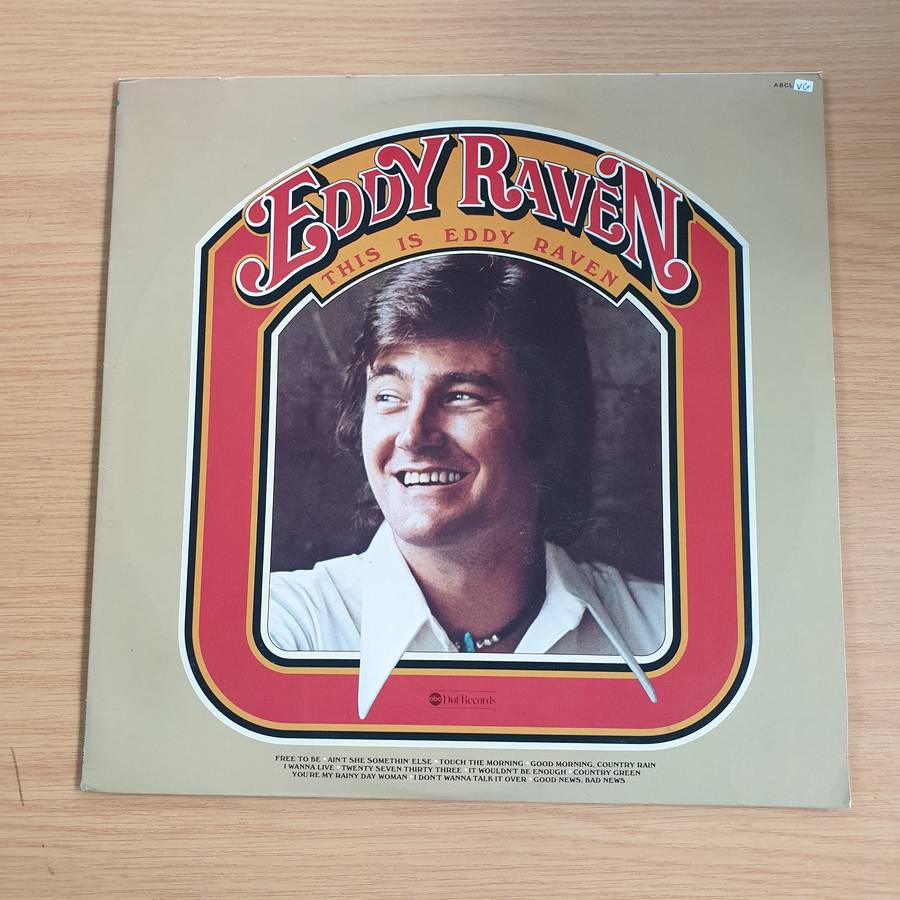 ABCL VG
EDDY RAVEN
THIS IS EDDY RAVEN
abc Dot Records
FREE TO BE • AIN'T SHE SOMETHIN ELSE • TOUCH THE MORNING • GOOD MORNING, COUNTRY RAIN
I WANNA LIVE • TWENTY SEVEN THIRTY THREE • IT WOULDN'T BE ENOUGH • COUNTRY GREEN
YOU'RE MY RAINY DAY WOMAN • I DON'T WANNA TALK IT OVER • GOOD NEWS, BAD NEWS